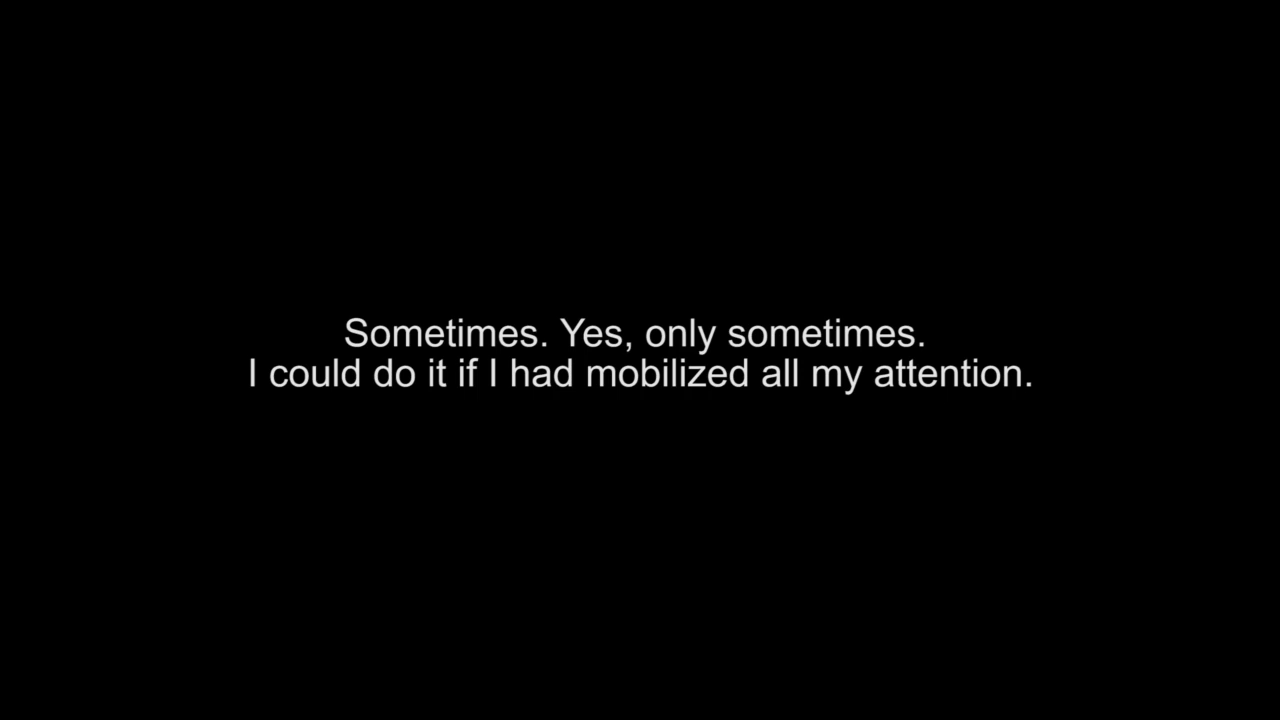 Sometimes. Yes, only sometimes.
I could do it if I had mobilized all my attention.